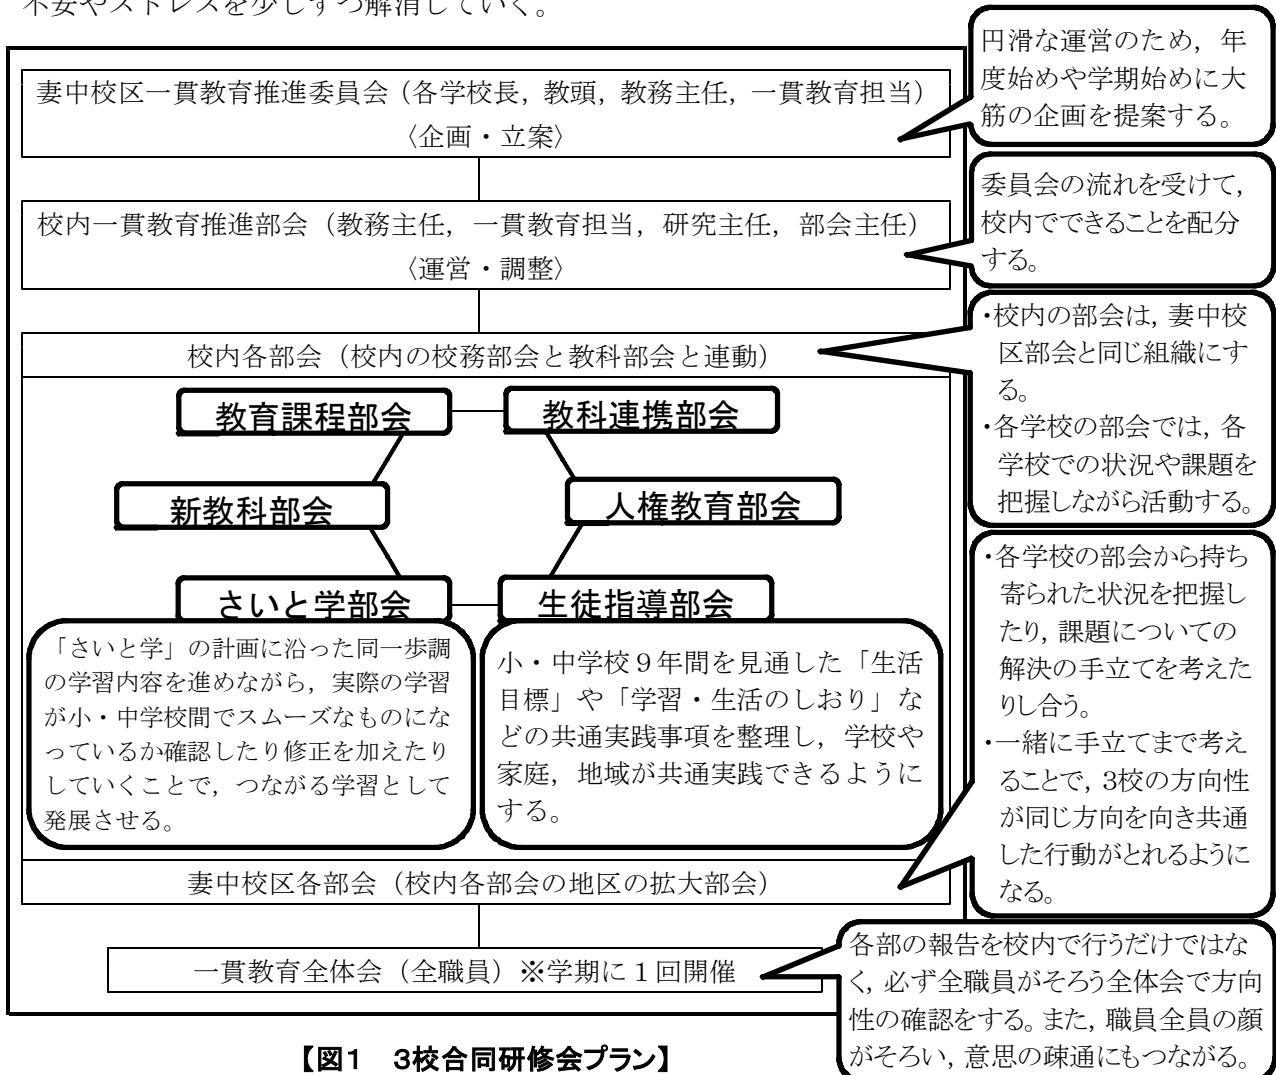 不安やストレスを少しずつ解消していく。
妻中校区一貫教育推進委員会（各学校長，教頭，教務主任，一貫教育担当）
〈企画・立案〉
円滑な運営のため，年
度始めや学期始めに大
筋の企画を提案する。
校内一貫教育推進部会（教務主任，一貫教育担当，研究主任，部会主任）
〈運営・調整〉
委員会の流れを受けて，
校内でできることを配分
する。
校内各部会（校内の校務部会と教科部会と連動）
・校内の部会は，妻中校
区部会と同じ組織にす
る。
・各学校の部会では，各
学校での状況や課題を
把握しながら活動する。
教育課程部会
教科連携部会
新教科部会
人権教育部会
さいと学部会
生徒指導部会
「さいと学」の計画に沿った同一歩調
の学習内容を進めながら，実際の学習
が小・中学校間でスムーズなものにな
っているか確認したり修正を加えたり
していくことで，つながる学習として
発展させる。
小・中学校９年間を見通した「生活
目標」や「学習・生活のしおり」な
どの共通実践事項を整理し，学校や
家庭，地域が共通実践できるように
する。
・各学校の部会から持ち
寄られた状況を把握し
たり，課題についての
解決の手立てを考えた
りし合う。
・一緒に手立てまで考え
ることで，3校の方向性
が同じ方向を向き共通
した行動がとれるように
なる。
妻中校区各部会（校内各部会の地区の拡大部会）
一貫教育全体会（全職員）※学期に１回開催
各部の報告を校内で行うだけではな
く，必ず全職員がそろう全体会で方向
性の確認をする。また，職員全員の顔
がそろい，意思の疎通にもつながる。
【図１　３校合同研修会プラン】